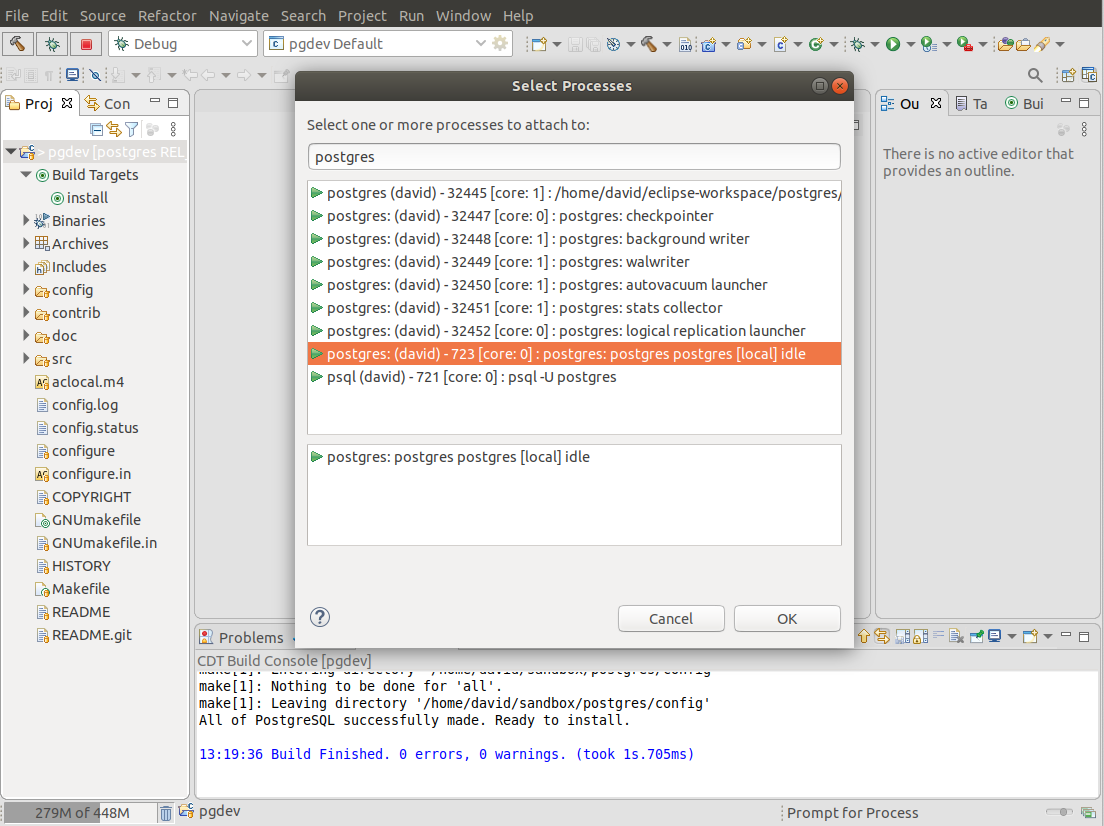 File Edit Source Refactor Navigate Search Project Run Window Help
Debug
pgdev Default
Select Processes
Proj
Con
Ou
Ta
Bui
Select one or more processes to attach to:
postgres
> pgdev [postgres REL
Build Targets
install
Binaries
Archives
Includes
config
contrib
doc
src
aclocal.m4
config.log
config.status
configure
configure.in
COPYRIGHT
GNUmakefile
GNUmakefile.in
HISTORY
Makefile
README
README.git
postgres (david) - 32445 [core: 1] : /home/david/eclipse-workspace/postgres/
postgres: (david) - 32447 [core: 0] : postgres: checkpointer
postgres: (david) - 32448 [core: 1] : postgres: background writer
postgres: (david) - 32449 [core: 1] : postgres: walwriter
postgres: (david) - 32450 [core: 1] : postgres: autovacuum launcher
postgres: (david) - 32451 [core: 1] : postgres: stats collector
postgres: (david) - 32452 [core: 0] : postgres: logical replication launcher
postgres: (david) - 723 [core: 0] : postgres: postgres postgres [local] idle
psql (david) - 721 [core: 0] : psql -U postgres
postgres: postgres postgres [local] idle
Cancel
OK
There is no active editor that
provides an outline.
Problems
CDT Build Console [pgdev]
make[1]: Entering directory '/home/david/sandbox/postgres/config'
make[1]: Nothing to be done for 'all'.
make[1]: Leaving directory '/home/david/sandbox/postgres/config'
All of PostgreSQL successfully made. Ready to install.
13:19:36 Build Finished. 0 errors, 0 warnings. (took 1s.705ms)
279M of 448M
pgdev
Prompt for Process